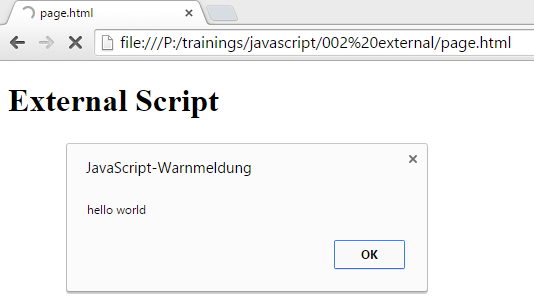 page.html
file:///P:/trainings/javascript/002%20external/page.html
External Script
JavaScript-Warnmeldung
hello world
OK